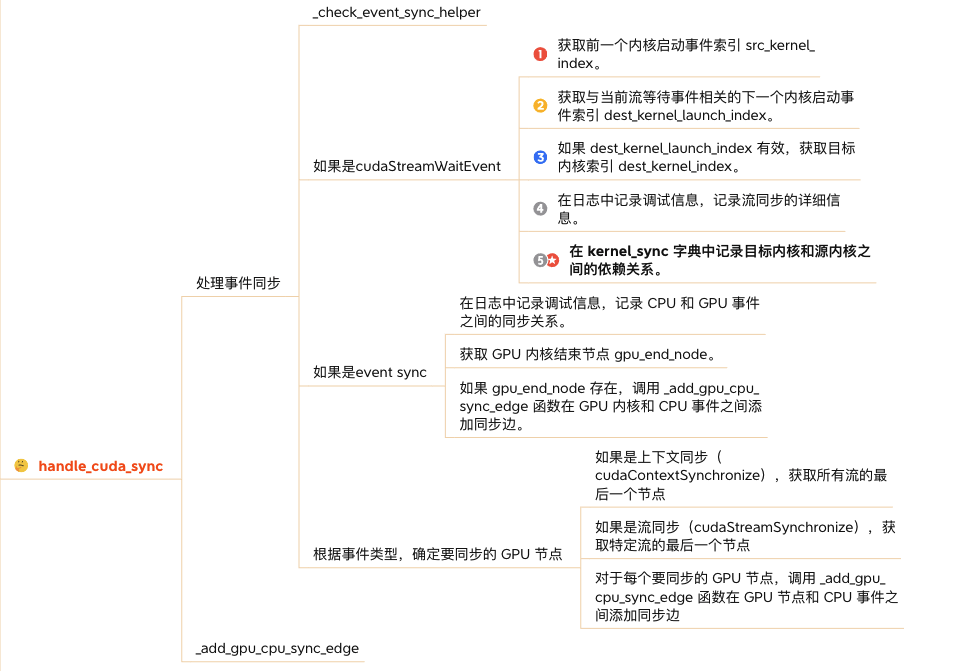 _check_event_sync_helper
1
获取前一个内核启动事件索引 src_kernel_
index。
2
获取与当前流等待事件相关的下一个内核启动事
件索引 dest_kernel_launch_index。
如果是cudaStreamWaitEvent
3
如果 dest_kernel_launch_index 有效，获取目标
内核索引 dest_kernel_index。
4
在日志中记录调试信息，记录流同步的详细信
息。
5
在 kernel_sync 字典中记录目标内核和源内核之
间的依赖关系。
处理事件同步
在日志中记录调试信息，记录 CPU 和 GPU 事件
之间的同步关系。
获取 GPU 内核结束节点 gpu_end_node。
如果是event sync
如果 gpu_end_node 存在，调用 _add_gpu_cpu_
sync_edge 函数在 GPU 内核和 CPU 事件之间添
加同步边。
handle_cuda_sync
如果是上下文同步（
cudaContextSynchronize），获取所有流的最
后一个节点
如果是流同步（cudaStreamSynchronize），获
取特定流的最后一个节点
根据事件类型，确定要同步的 GPU 节点
对于每个要同步的 GPU 节点，调用 _add_gpu_
cpu_sync_edge 函数在 GPU 节点和 CPU 事件之
间添加同步边
_add_gpu_cpu_sync_edge